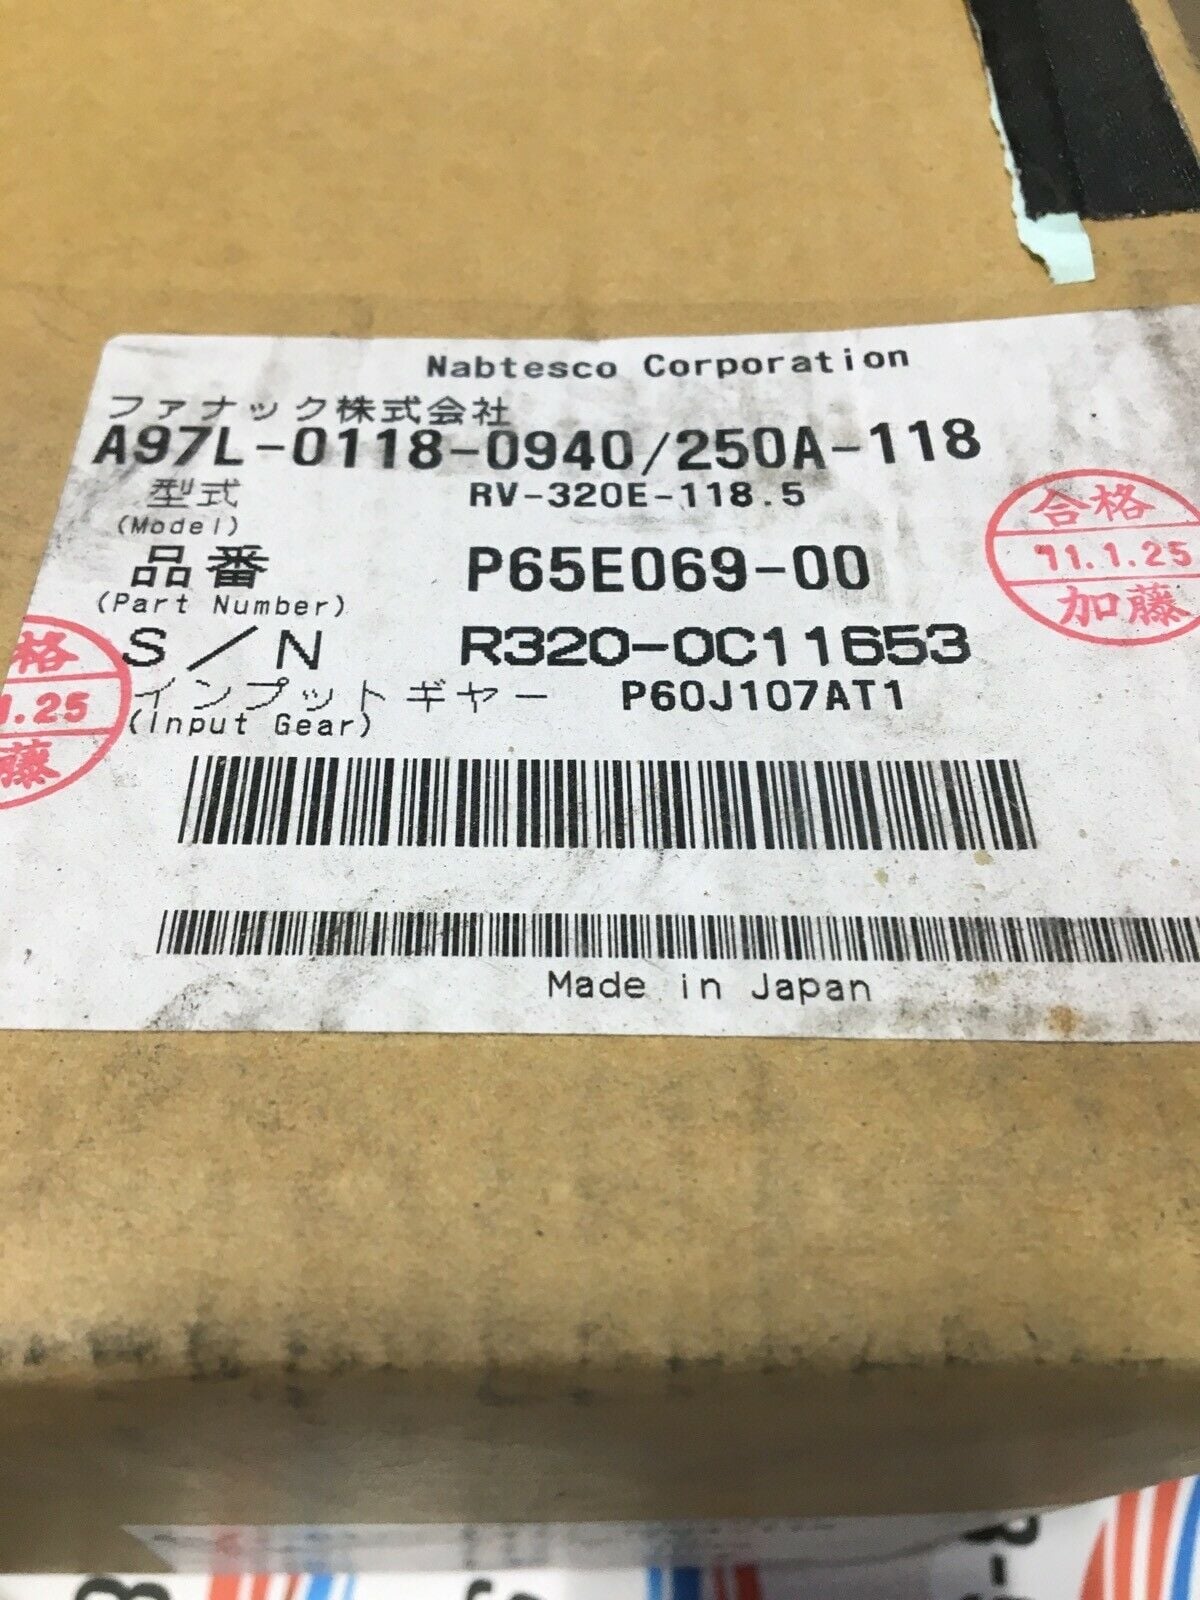 Nabtesco Corporation
ファナック株式会社
A97L-0118-0940/250A-118
型式 RV-320E-118.5
(Model)
品番 P65E069-00
(Part Number)
S/N R320-0C11653
インプットギヤー P60J107AT1
(Input Gear)
Made in Japan
合格
'11.1.25
加藤
格
1.25
藤